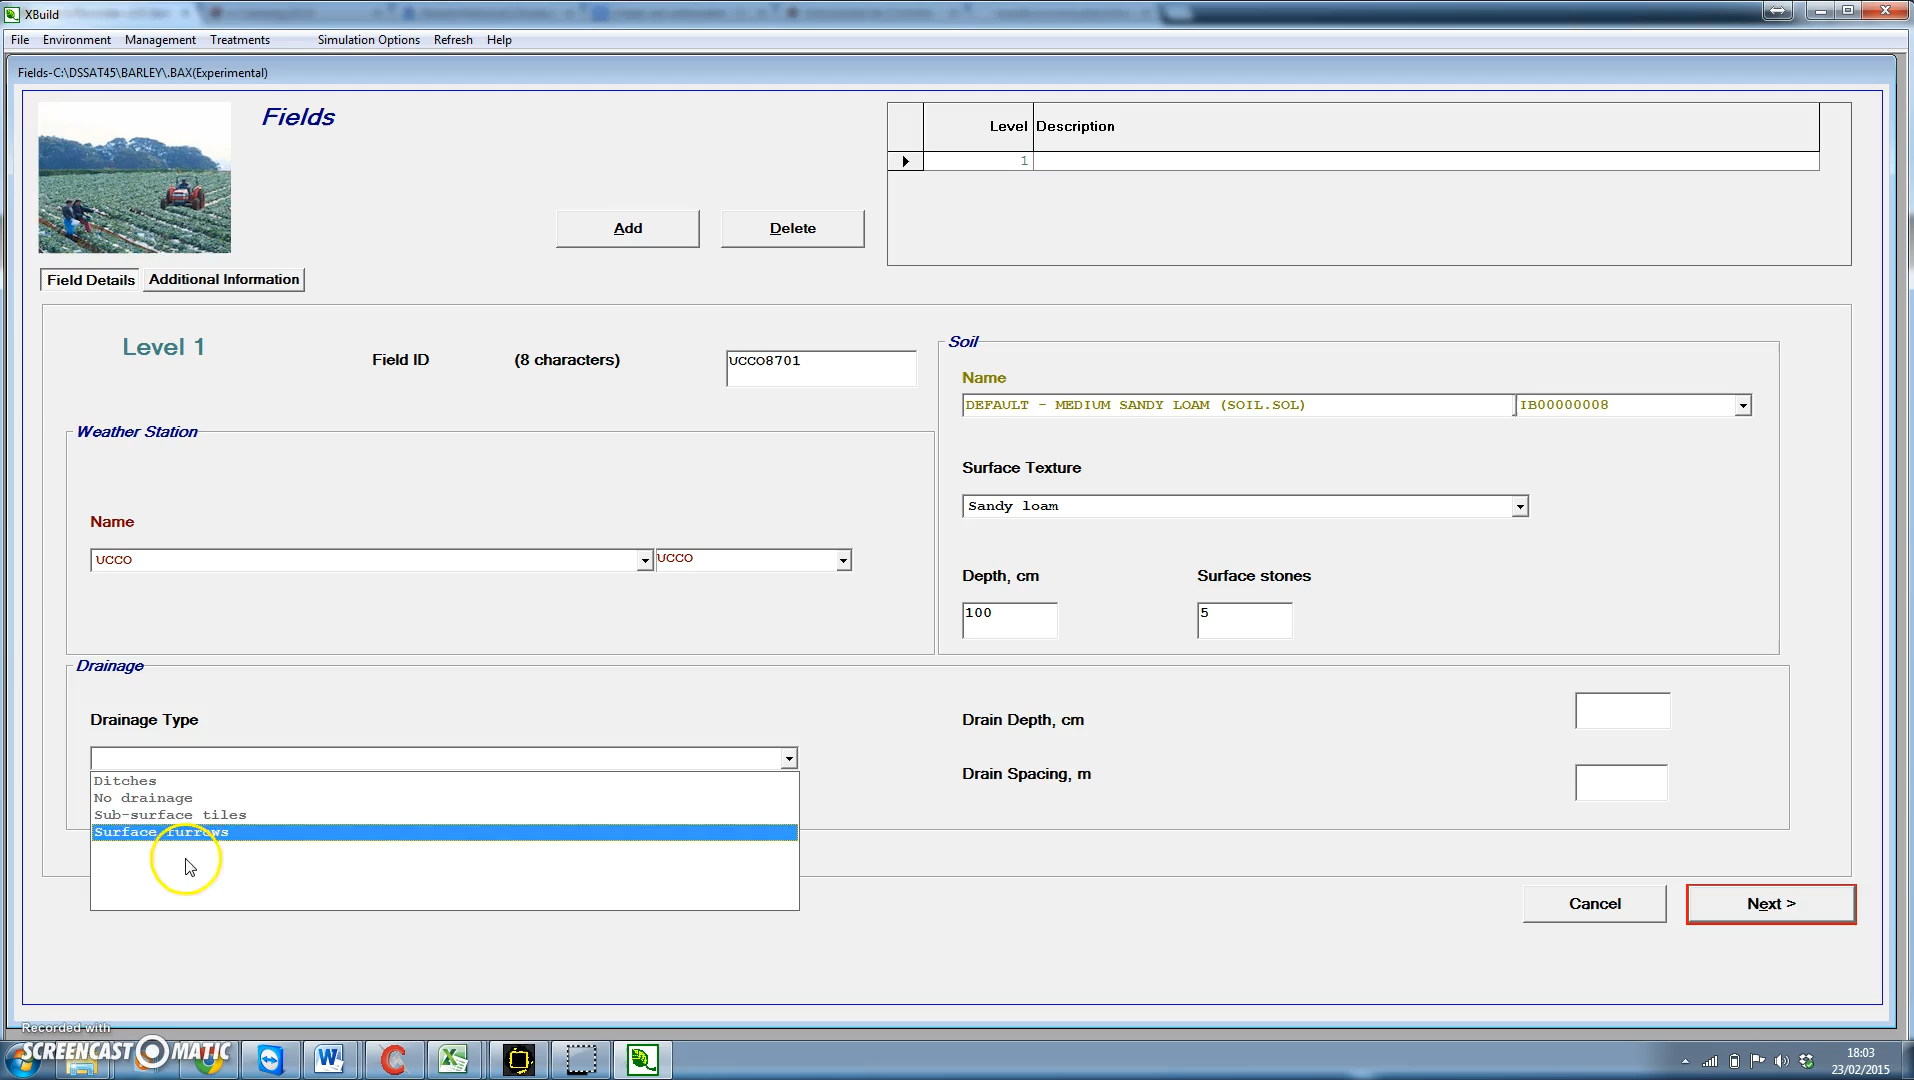 XBuild
File Environment Management Treatments Simulation Options Refresh Help
Fields-C:\DSSAT45\BARLEY\.BAX(Experimental)
Fields
Level Description
1
Add Delete
Field Details Additional Information
Level 1
Field ID (8 characters) UCCO8701
Soil
Name
DEFAULT - MEDIUM SANDY LOAM (SOIL.SOL) IB00000008
Weather Station
Surface Texture
Sandy loam
Name
UCCO UCCO
Depth, cm Surface stones
100 5
Drainage
Drainage Type
Drain Depth, cm
Drain Spacing, m
Ditches
No drainage
Sub-surface tiles
Surface furrows
Cancel Next >
Recorded with
SCREENCAST MATIC
18:03
23/02/2015